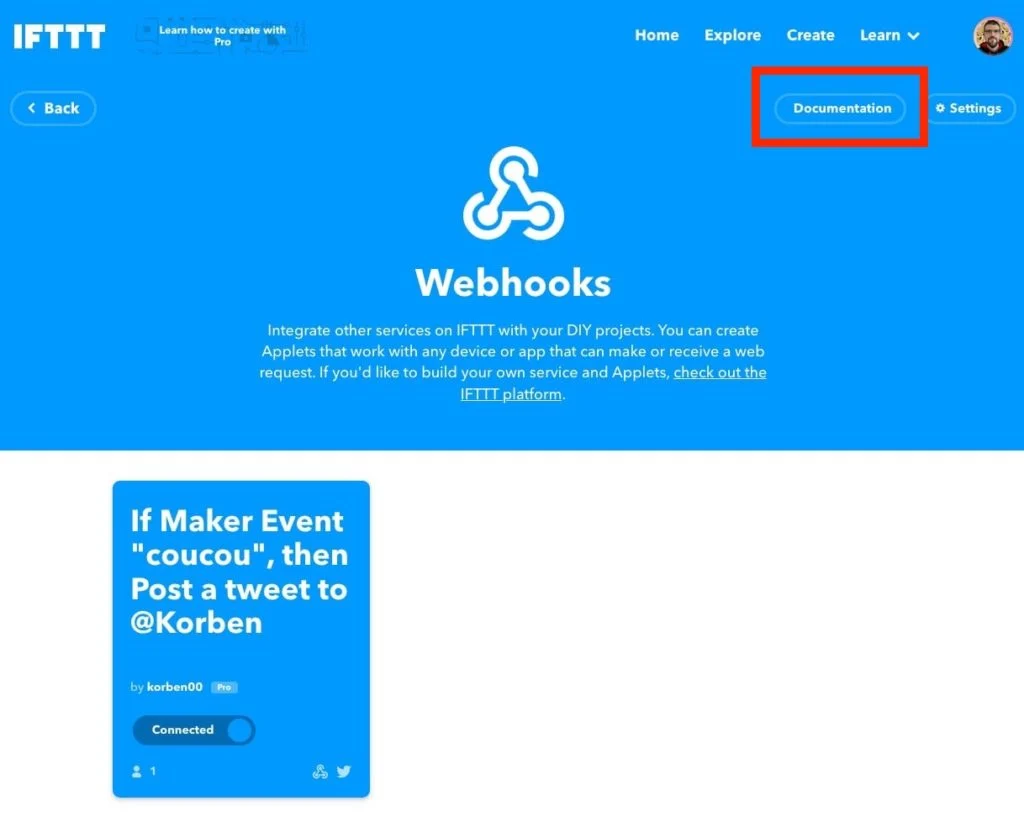 IFTTT
Learn how to create with
Pro
Home
Explore
Create
Learn
Back
Documentation
Settings
Webhooks
Integrate other services on IFTTT with your DIY projects. You can create
Applets that work with any device or app that can make or receive a web
request. If you'd like to build your own service and Applets, check out the
IFTTT platform.
If Maker Event
"coucou", then
Post a tweet to
@Korben
by korben00 Pro
Connected
1